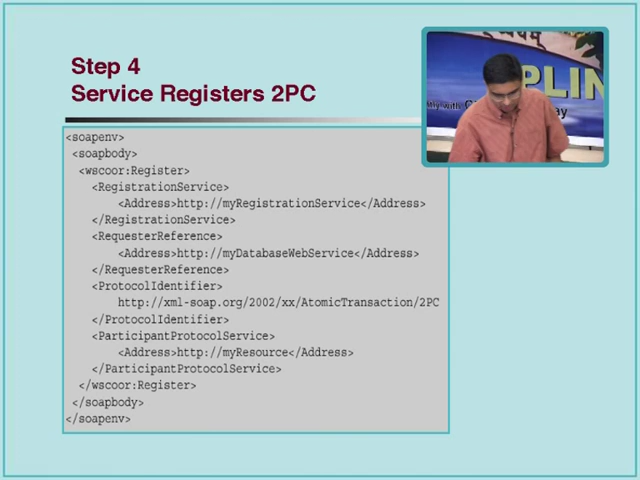 Step 4
Service Registers 2PC
<soapenv>
<soapbody>
<wscoor:Register>
<RegistrationService>
<Address>http://myRegistrationService</Address>
</RegistrationService>
<RequesterReference>
<Address>http://myDatabaseWebService</Address>
</RequesterReference>
<ProtocolIdentifier>
http://xml-soap.org/2002/xx/AtomicTransaction/2PC
</ProtocolIdentifier>
<ParticipantProtocolService>
<Address>http://myResource</Address>
</ParticipantProtocolService>
</wscoor:Register>
</soapbody>
</soapenv>
PLIN
with
ay